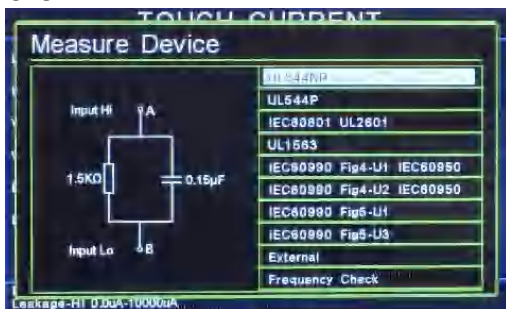 TOUCH CURRENT
Measure Device
UL544NP
Input Hi A
UL544P
IEC60601 UL2601
UL1563
1.5KΩ 0.15μF
IEC60990 Fig4-U1 IEC60950
IEC60990 Fig4-U2 IEC60950
IEC60990 Fig5-U1
IEC60990 Fig5-U3
Input Lo B
External
Frequency Check
Leakage-HI 0.0uA-10000uA